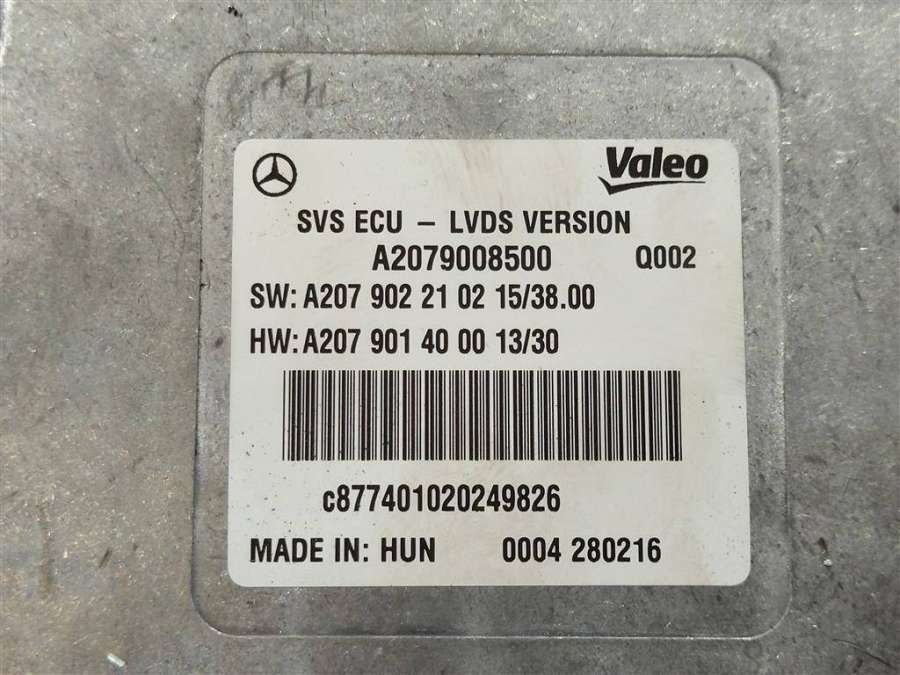 Valeo
SVS ECU – LVDS VERSION
A2079008500 Q002
SW: A207 902 21 02 15/38.00
HW: A207 901 40 00 13/30
c877401020249826
MADE IN: HUN 0004 280216